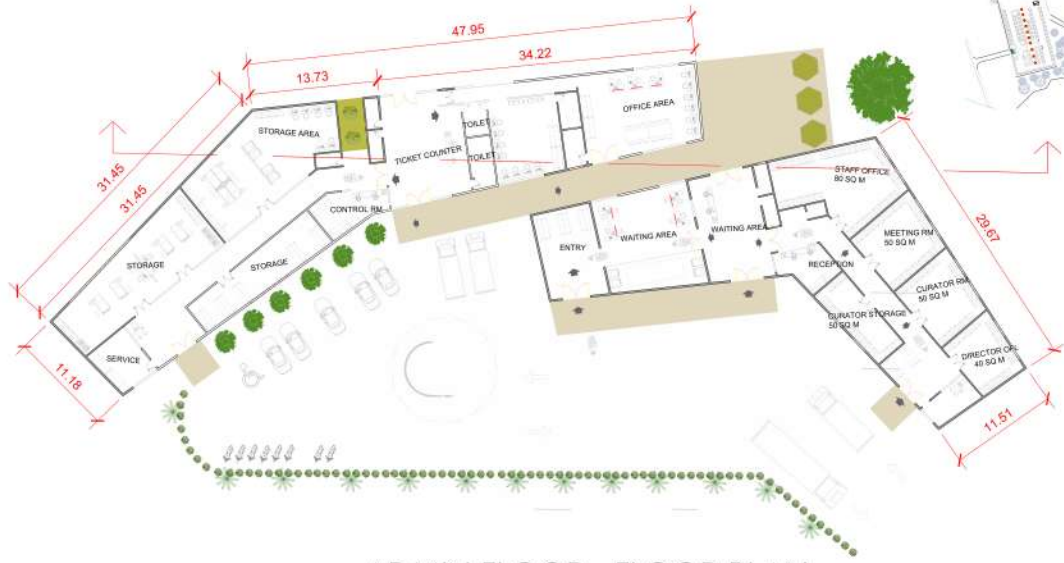 47.95
34.22
13.73
31.45
31.45
11.18
29.67
11.51
STORAGE AREA
TOILET
TOILET
TICKET COUNTER
OFFICE AREA
CONTROL RM
STORAGE
STORAGE
SERVICE
ENTRY
WAITING AREA
WAITING AREA
STAFF OFFICE
80 SQ M
MEETING RM
50 SQ M
RECEPTION
CURATOR RM
50 SQ M
CURATOR STORAGE
50 SQ M
DIRECTOR OFL
40 SQ M